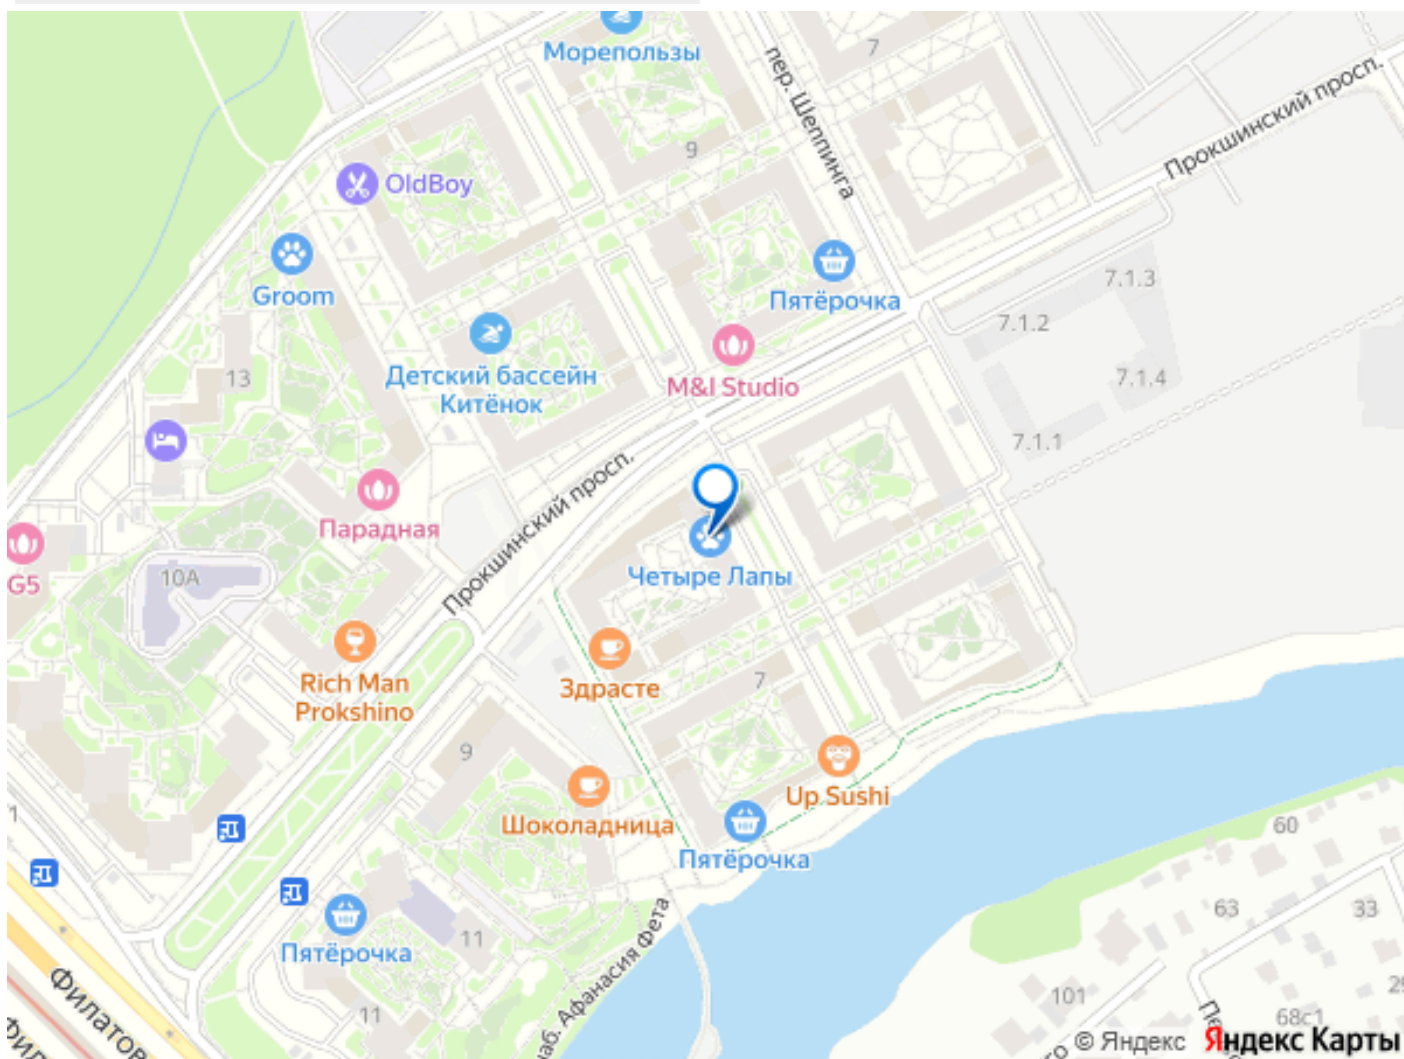 Морепользы
7
пер. Шеппинга
Прокшинский просп.
9
OldBoy
Groom
Пятёрочка
7.1.3
7.1.2
M&I Studio
Детский бассейн
Китёнок
13
7.1.4
7.1.1
Прокшинский просп.
Парадная
G5
10А
Четыре Лапы
Rich Man
Prokshino
Здрасте
7
9
Up Sushi
Шоколадница
1
Пятёрочка
60
63
33
Пятёрочка
11
наб. Афанасия Фета
11
101
68с1
© Яндекс
Яндекс Карты